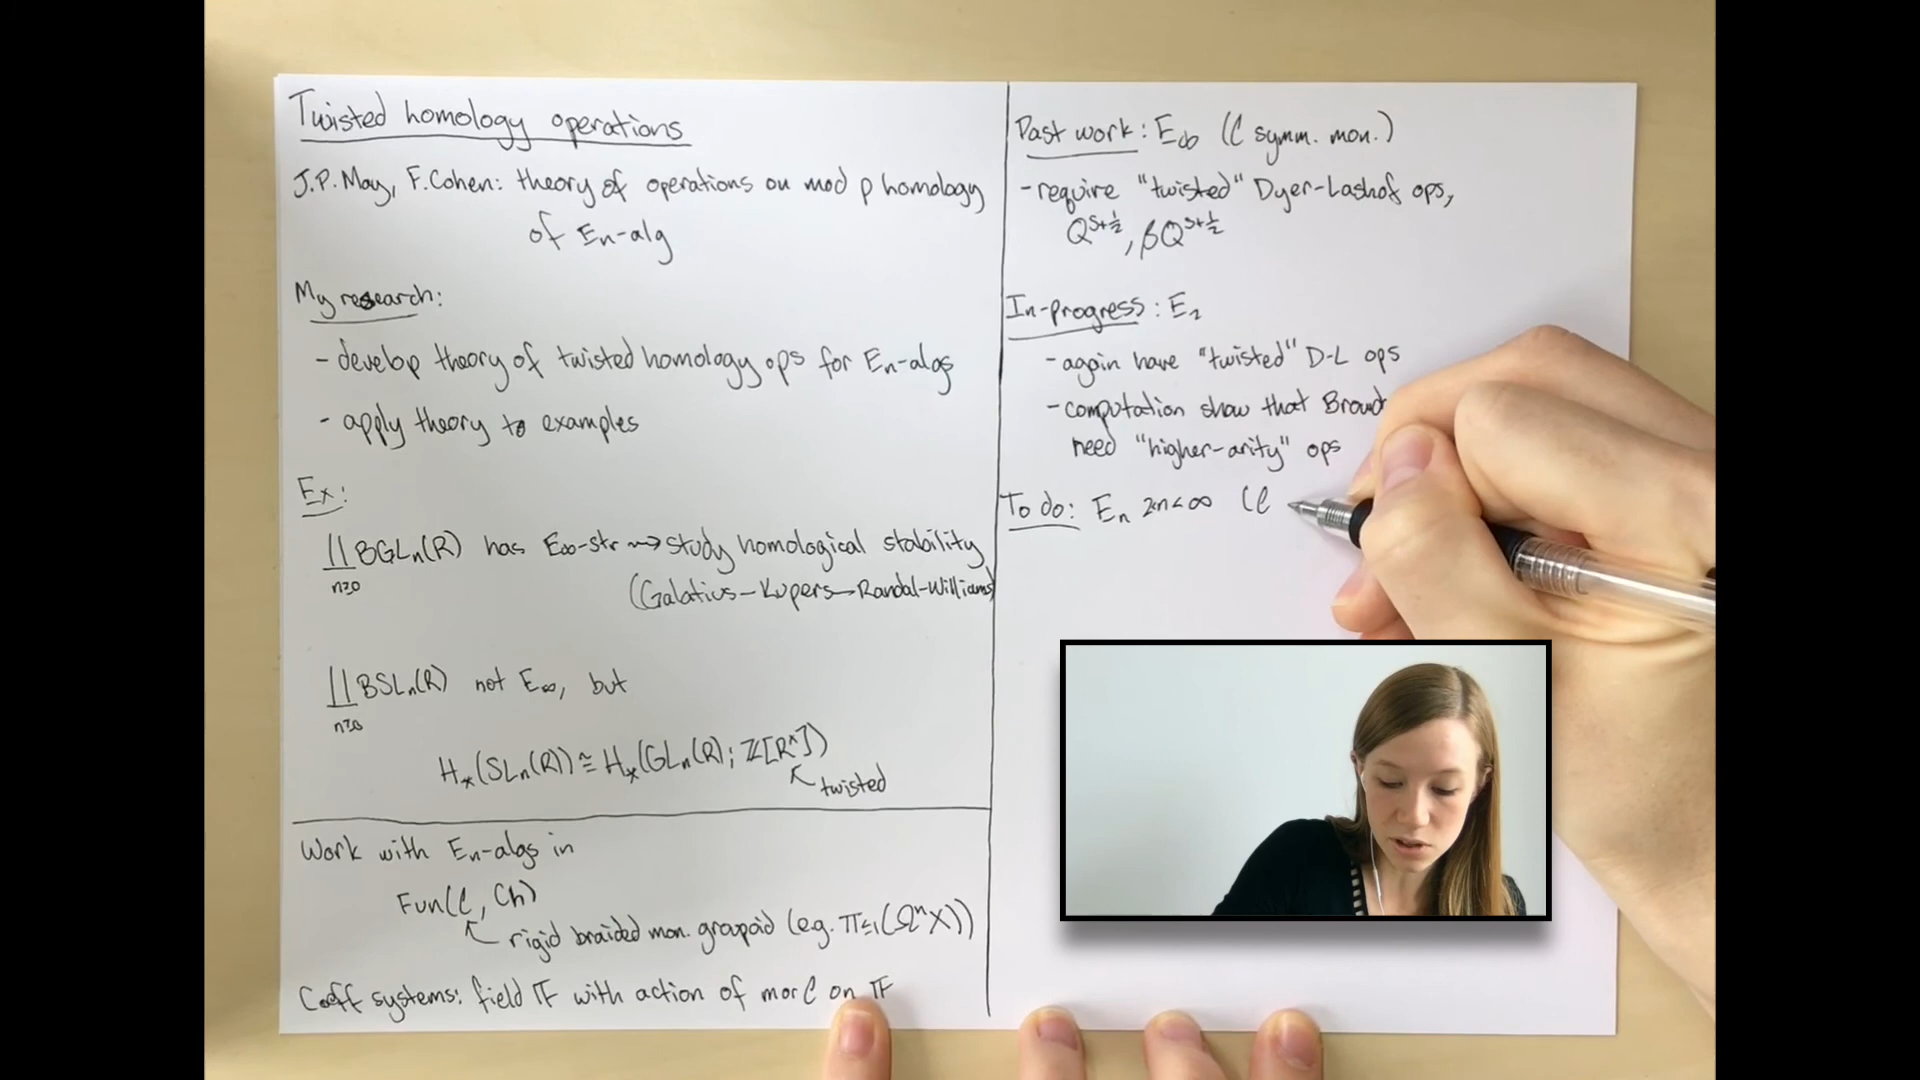 Twisted homology operations
J.P. May, F. Cohen: theory of operations on mod p homology
of En-alg
My research:
- develop theory of twisted homology ops for En-algs
- apply theory to examples
Ex:
∐ BGLn(R) has E∞-str ⇝ study homological stability
n≥0
(Galatius–Kupers–Randal-Williams)
∐ BSLn(R) not E∞, but
n≥0
H*(SLn(R)) ≅ H*(GLn(R); ℤ[R^×])
twisted
Work with En-algs in
Fun(C, Ch)
rigid braided mon. groupoid (e.g. π≤1(Ω^n X))
Coeff systems: field F with action of mor C on F
Past work: E∞ (C symm. mon.)
- require "twisted" Dyer-Lashof ops,
Q^{s+1/2}, βQ^{s+1/2}
In-progress: E2
- again have "twisted" D-L ops
- computation show that
need "higher-arity" ops
To do: En 2<n<∞ (C